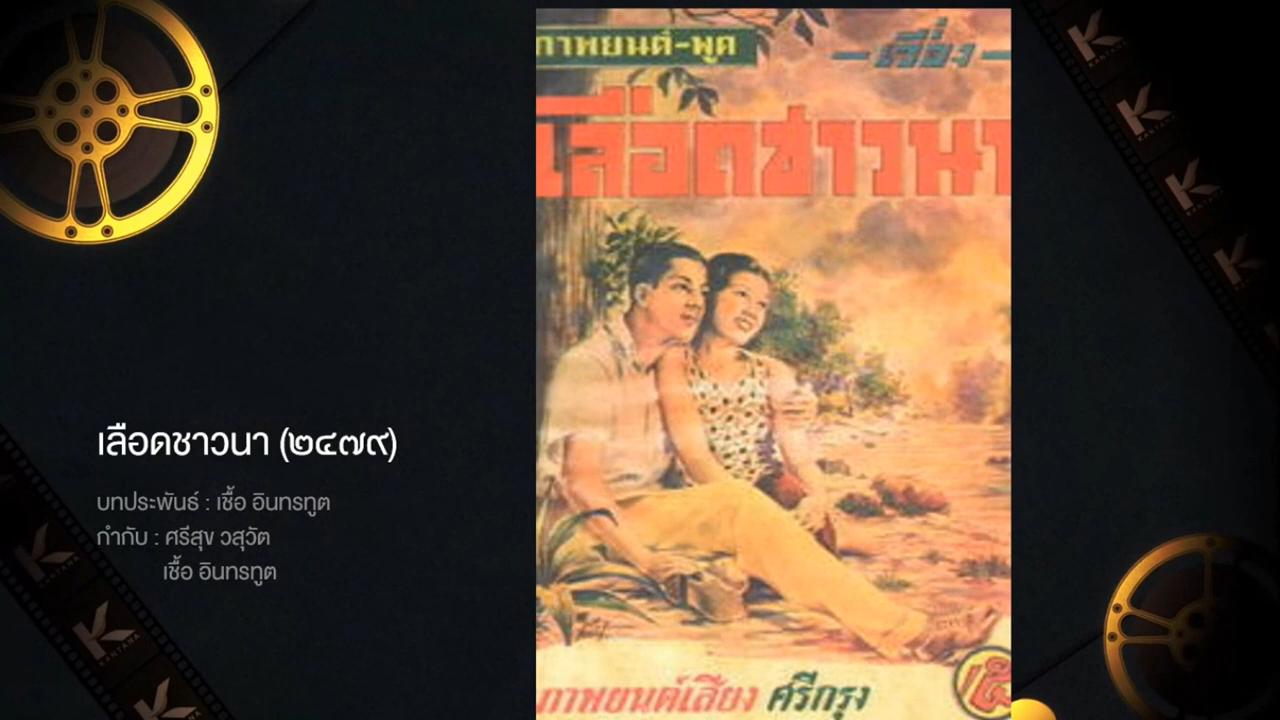 ภาพยนต์-พูด
—เรื่อง—
เลือดชาวนา
เลือดชาวนา (๒๔๗๙)
บทประพันธ์ : เชื้อ อินทรทูต
กำกับ : ศรีสุข วสุวัต
เชื้อ อินทรทูต
ภาพยนต์เสียง ศรีกรุง
K KANTANA
K KANTANA
K KANTANA
K
K
K KANTANA
K